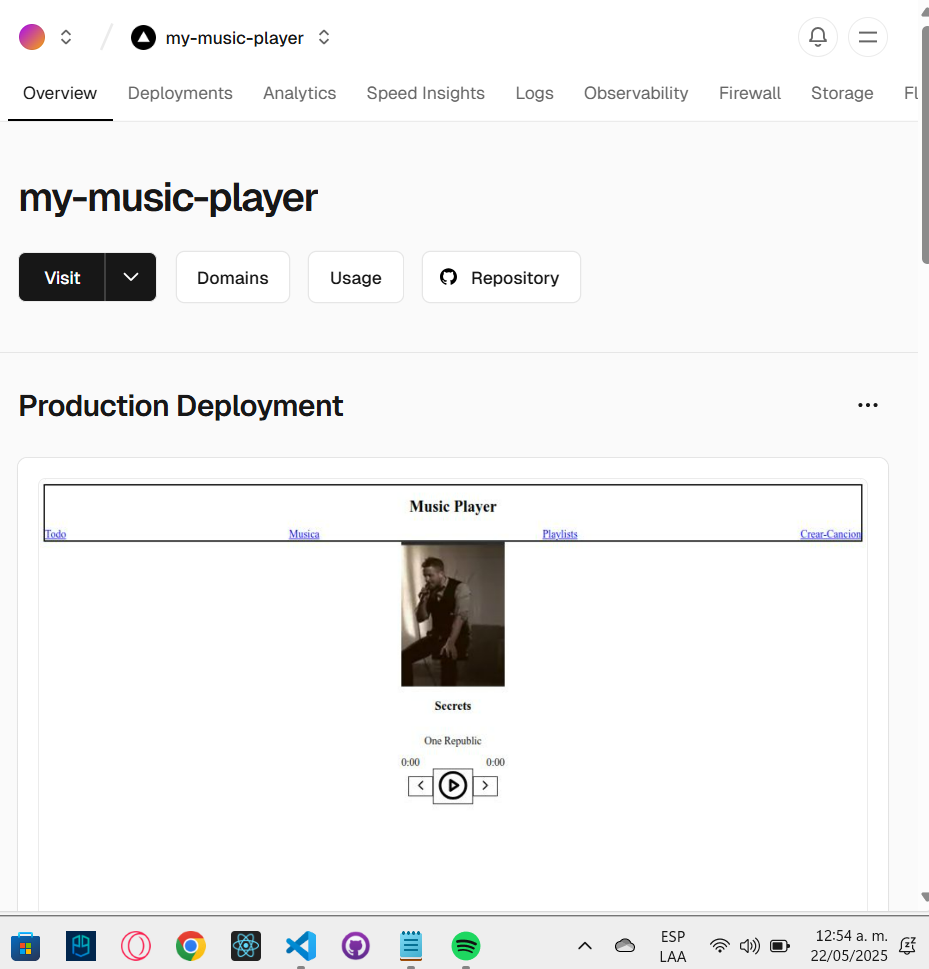 my-music-player
Overview Deployments Analytics Speed Insights Logs Observability Firewall Storage Fl
my-music-player
Visit Domains Usage Repository
Production Deployment
Music Player
Todo Musica Playlists Crear-Cancion
Secrets
One Republic
0:00 0:00
ESP 12:54 a. m.
LAA 22/05/2025